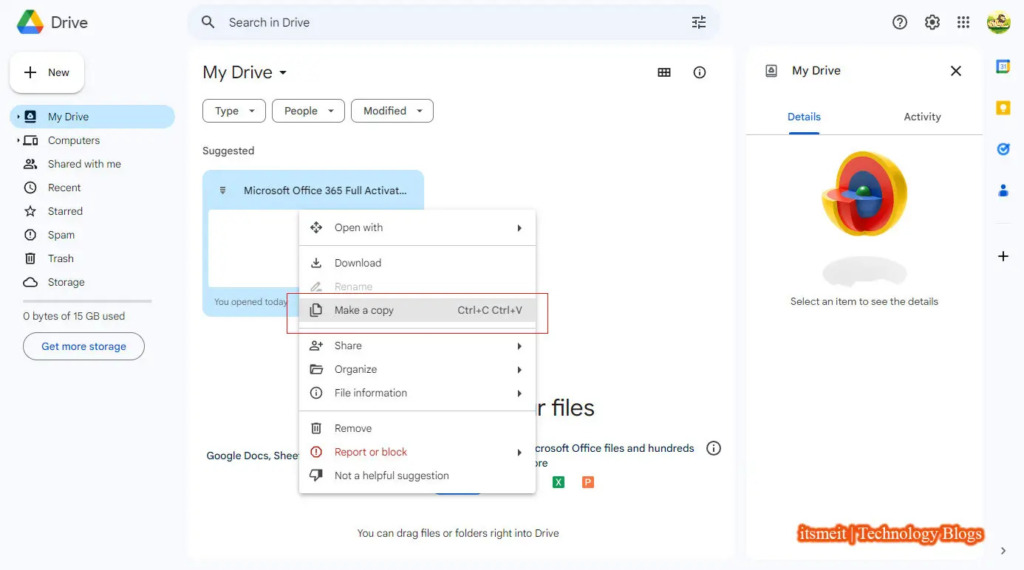 Drive
Search in Drive
New
My Drive
Computers
Shared with me
Recent
Starred
Spam
Trash
Storage
0 bytes of 15 GB used
Get more storage
My Drive
Type
People
Modified
Suggested
Microsoft Office 365 Full Activat...
You opened today
Open with
Download
Rename
Make a copy Ctrl+C Ctrl+V
Share
Organize
File information
Remove
Report or block
Not a helpful suggestion
r files
Google Docs, Shee
crosoft Office files and hundreds
ore
X
P
You can drag files or folders right into Drive
My Drive
Details
Activity
Select an item to see the details
31
itsmeit | Technology Blogs